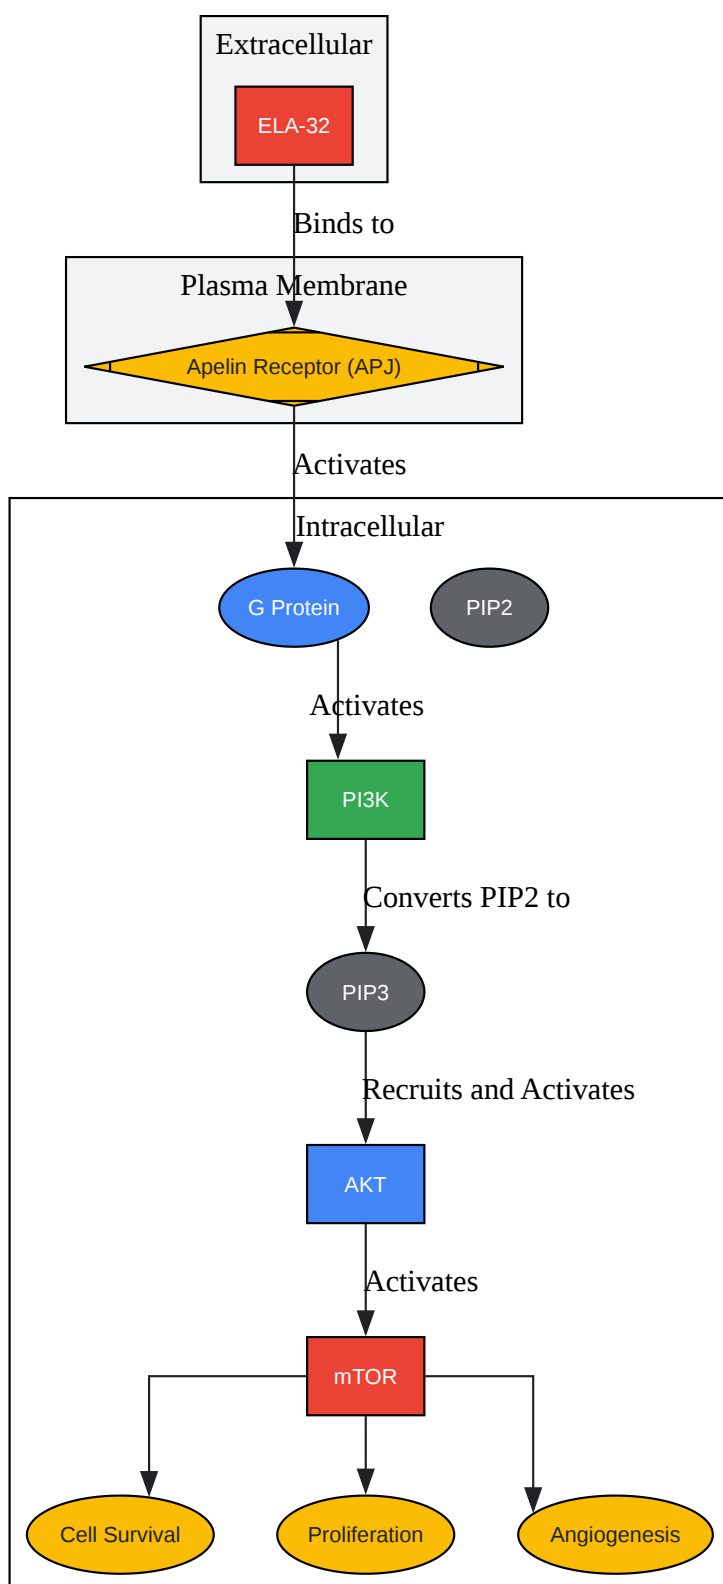 Extracellular
ELA-32
Binds to
Plasma Membrane
Apelin Receptor (APJ)
Activates
Intracellular
G Protein
PIP2
Activates
PI3K
Converts PIP2 to
PIP3
Recruits and Activates
AKT
Activates
mTOR
Cell Survival
Proliferation
Angiogenesis